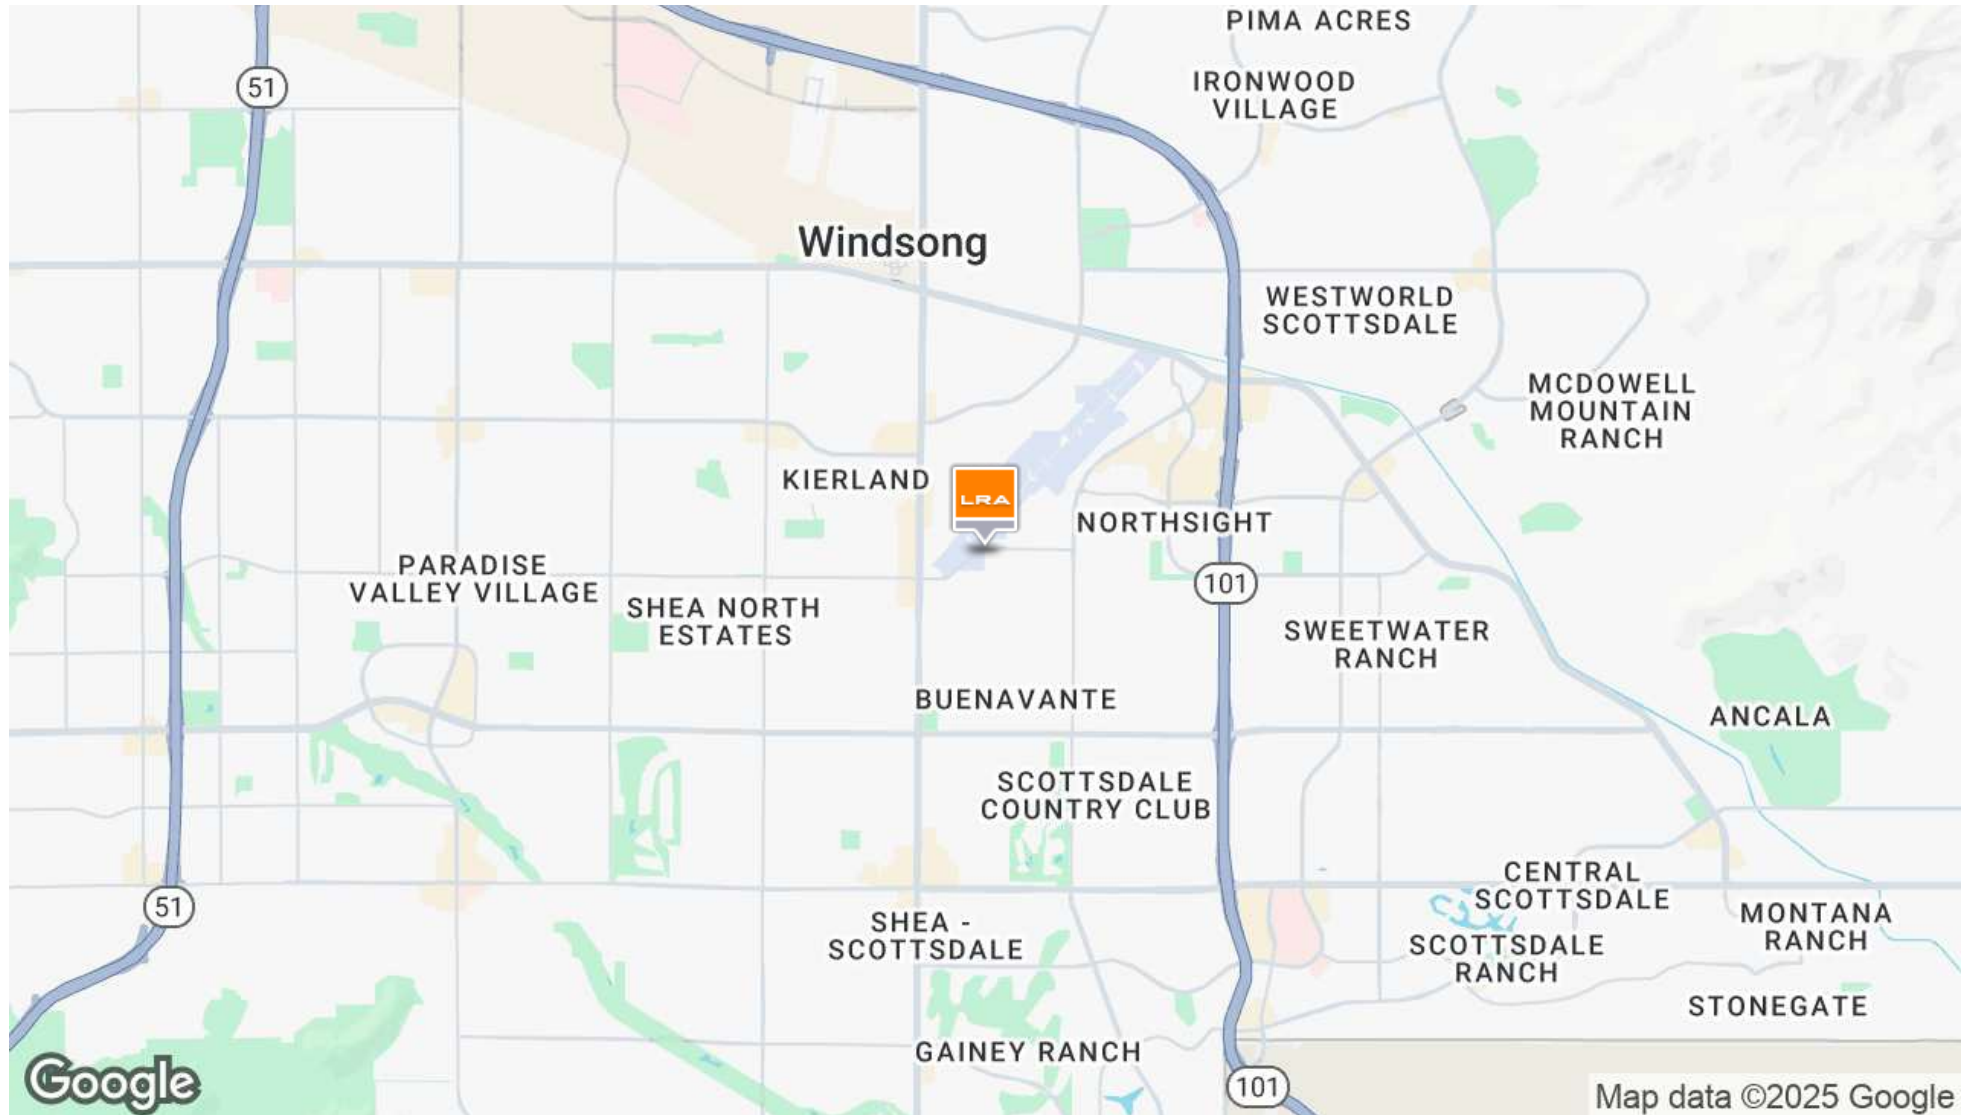 PIMA ACRES
51
IRONWOOD
VILLAGE
Windsong
WESTWORLD
SCOTTSDALE
MCDOWELL
MOUNTAIN
RANCH
KIERLAND
LRA
NORTHSIGHT
PARADISE
VALLEY VILLAGE
101
SHEA NORTH
ESTATES
SWEETWATER
RANCH
BUENAVANTE
ANCALA
SCOTTSDALE
COUNTRY CLUB
CENTRAL
SCOTTSDALE
51
SHEA -
SCOTTSDALE
MONTANA
RANCH
SCOTTSDALE
RANCH
STONEGATE
GAINEY RANCH
Google
101
Map data ©2025 Google